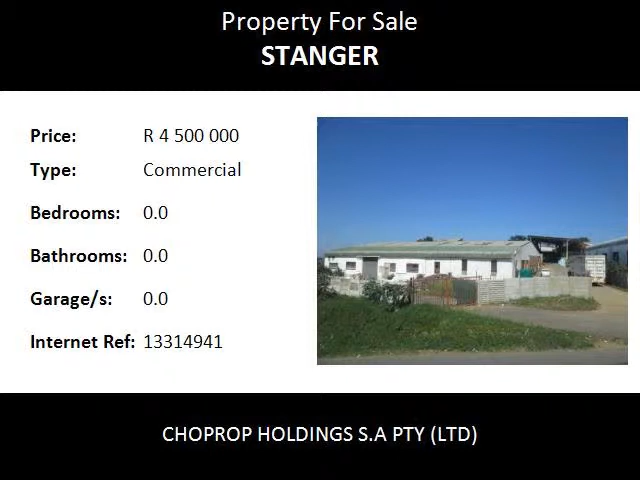 Property For Sale
STANGER
Price: R 4 500 000
Type: Commercial
Bedrooms: 0.0
Bathrooms: 0.0
Garage/s: 0.0
Internet Ref: 13314941
CHOPROP HOLDINGS S.A PTY (LTD)